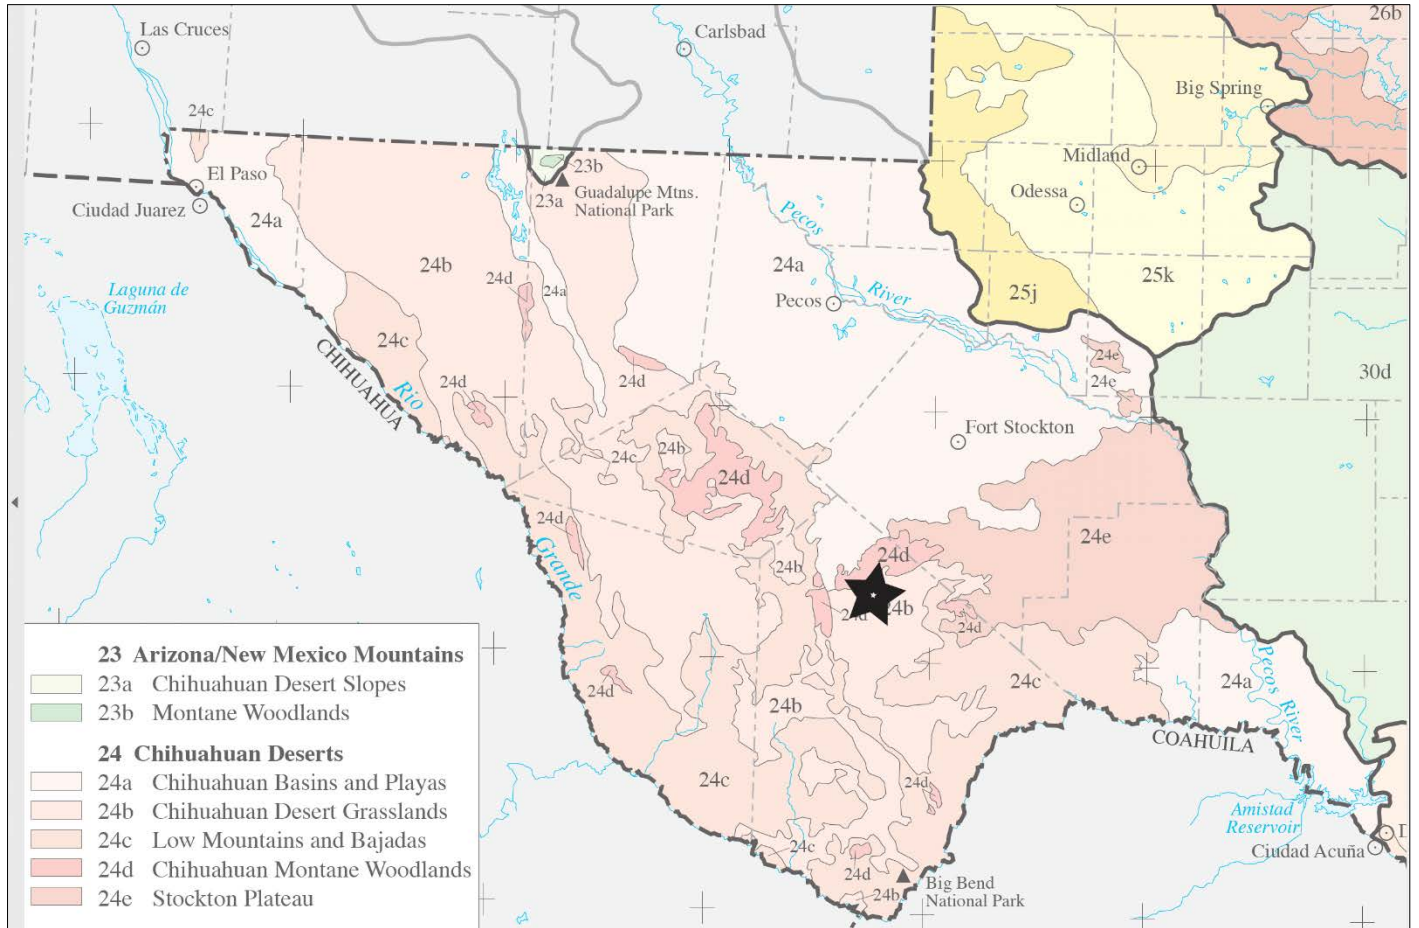 26b
Las Cruces
Carlsbad
Big Spring
24c
El Paso
Ciudad Juarez
24a
23b
Guadalupe Mtns.
National Park
23a
Midland
Odessa
Pecos
River
24a
24b
24d
24a
Pecos
25j
25k
Laguna de
Guzmán
24c
24d
24d
CHIHUAHUA
Rio
Grande
24e
24e
30d
Fort Stockton
24b
24c
24d
24d
24b
24d
24e
24b
24d
24d
24d
24c
24a
Pecos
River
24b
COAHUILA
24c
24d
Amistad
Reservoir
Ciudad Acuña
24c
24d
24b
Big Bend
National Park
23 Arizona/New Mexico Mountains
23a Chihuahuan Desert Slopes
23b Montane Woodlands
24 Chihuahuan Deserts
24a Chihuahuan Basins and Playas
24b Chihuahuan Desert Grasslands
24c Low Mountains and Bajadas
24d Chihuahuan Montane Woodlands
24e Stockton Plateau